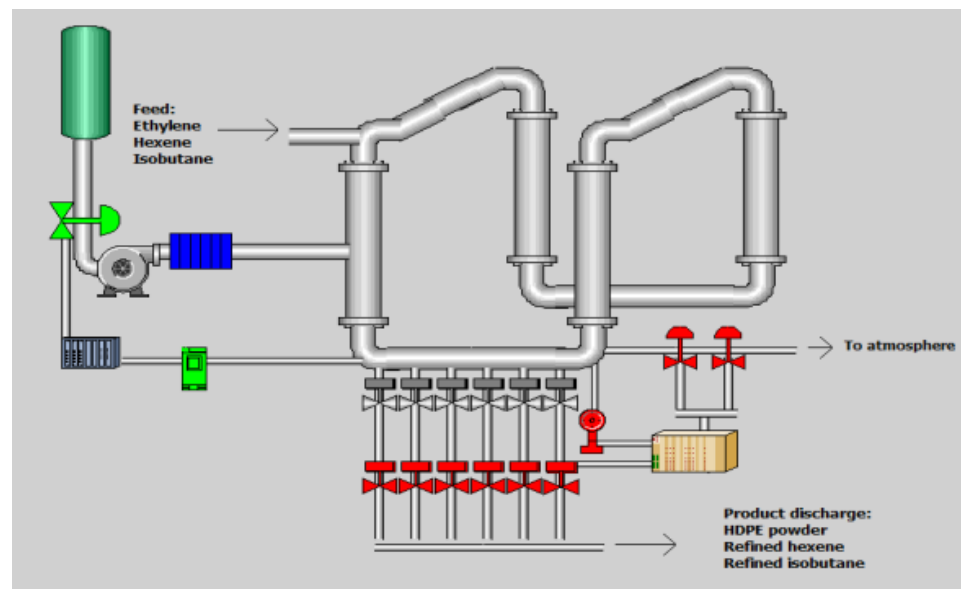 Feed:
Ethylene
Hexene
Isobutane
To atmosphere
Product discharge:
HDPE powder
Refined hexene
Refined isobutane